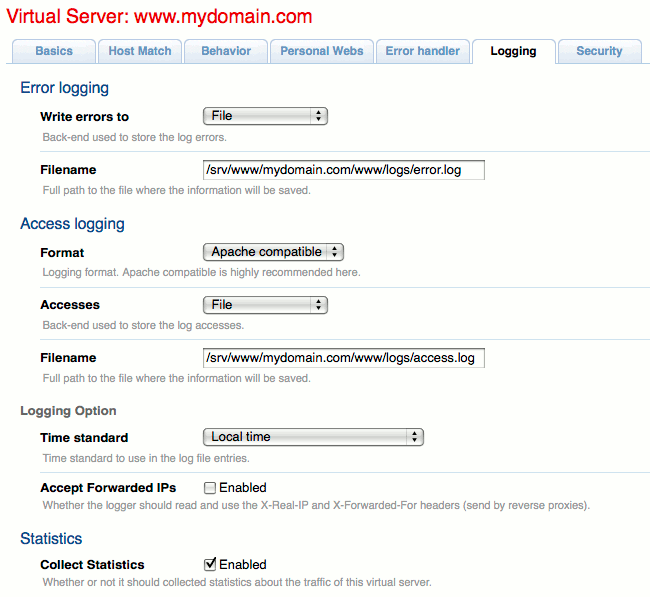 Virtual Server: www.mydomain.com
Basics Host Match Behavior Personal Webs Error handler Logging Security
Error logging
Write errors to File
Back-end used to store the log errors.
Filename /srv/www/mydomain.com/www/logs/error.log
Full path to the file where the information will be saved.
Access logging
Format Apache compatible
Logging format. Apache compatible is highly recommended here.
Accesses File
Back-end used to store the log accesses.
Filename /srv/www/mydomain.com/www/logs/access.log
Full path to the file where the information will be saved.
Logging Option
Time standard Local time
Time standard to use in the log file entries.
Accept Forwarded IPs Enabled
Whether the logger should read and use the X-Real-IP and X-Forwarded-For headers (send by reverse proxies).
Statistics
Collect Statistics Enabled
Whether or not it should collected statistics about the traffic of this virtual server.